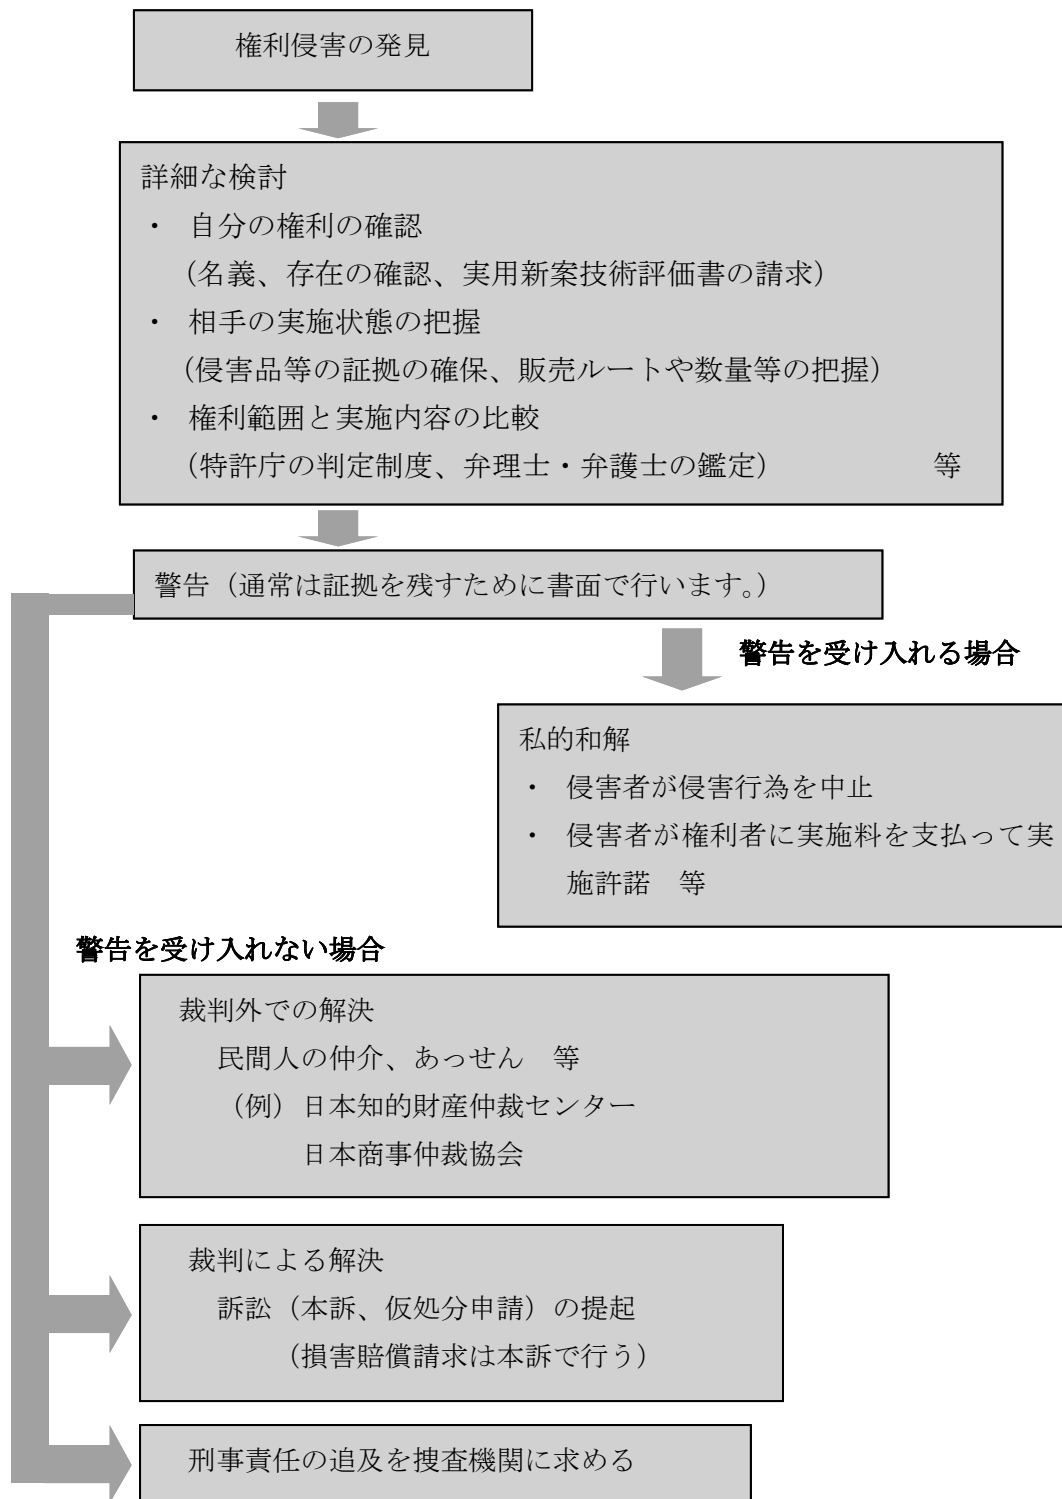 権利侵害の発見
詳細な検討
・ 自分の権利の確認
（名義、存在の確認、実用新案技術評価書の請求）
・ 相手の実施状態の把握
（侵害品等の証拠の確保、販売ルートや数量等の把握）
・ 権利範囲と実施内容の比較
（特許庁の判定制度、弁理士・弁護士の鑑定） 等
警告（通常は証拠を残すために書面で行います。）
警告を受け入れる場合
私的和解
・ 侵害者が侵害行為を中止
・ 侵害者が権利者に実施料を支払って実
施許諾 等
警告を受け入れない場合
裁判外での解決
民間人の仲介、あっせん 等
（例）日本知的財産仲裁センター
日本商事仲裁協会
裁判による解決
訴訟（本訴、仮処分申請）の提起
（損害賠償請求は本訴で行う）
刑事責任の追及を捜査機関に求める